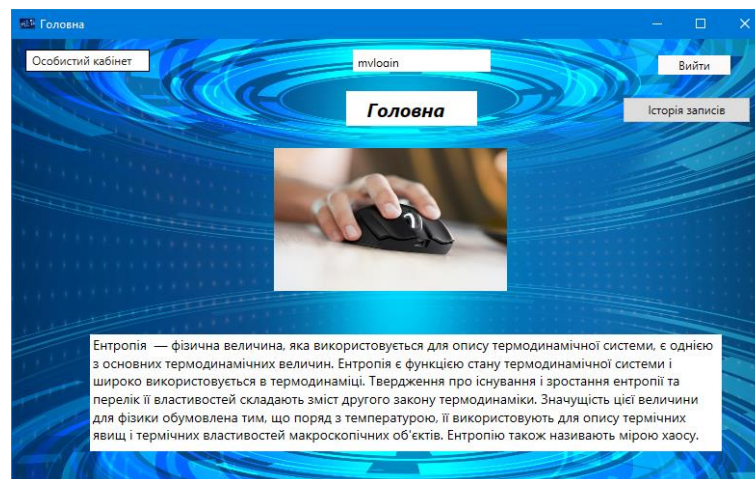 Головна
Особистий кабінет
mylogin
Вийти
Головна
Історія записів
Ентропія — фізична величина, яка використовується для опису термодинамічної системи, є однією
з основних термодинамічних величин. Ентропія є функцією стану термодинамічної системи і
широко використовується в термодинаміці. Твердження про існування і зростання ентропії та
перелік її властивостей складають зміст другого закону термодинаміки. Значущість цієї величини
для фізики обумовлена тим, що поряд з температурою, її використовують для опису термічних
явищ і термічних властивостей макроскопічних об'єктів. Ентропію також називають мірою хаосу.